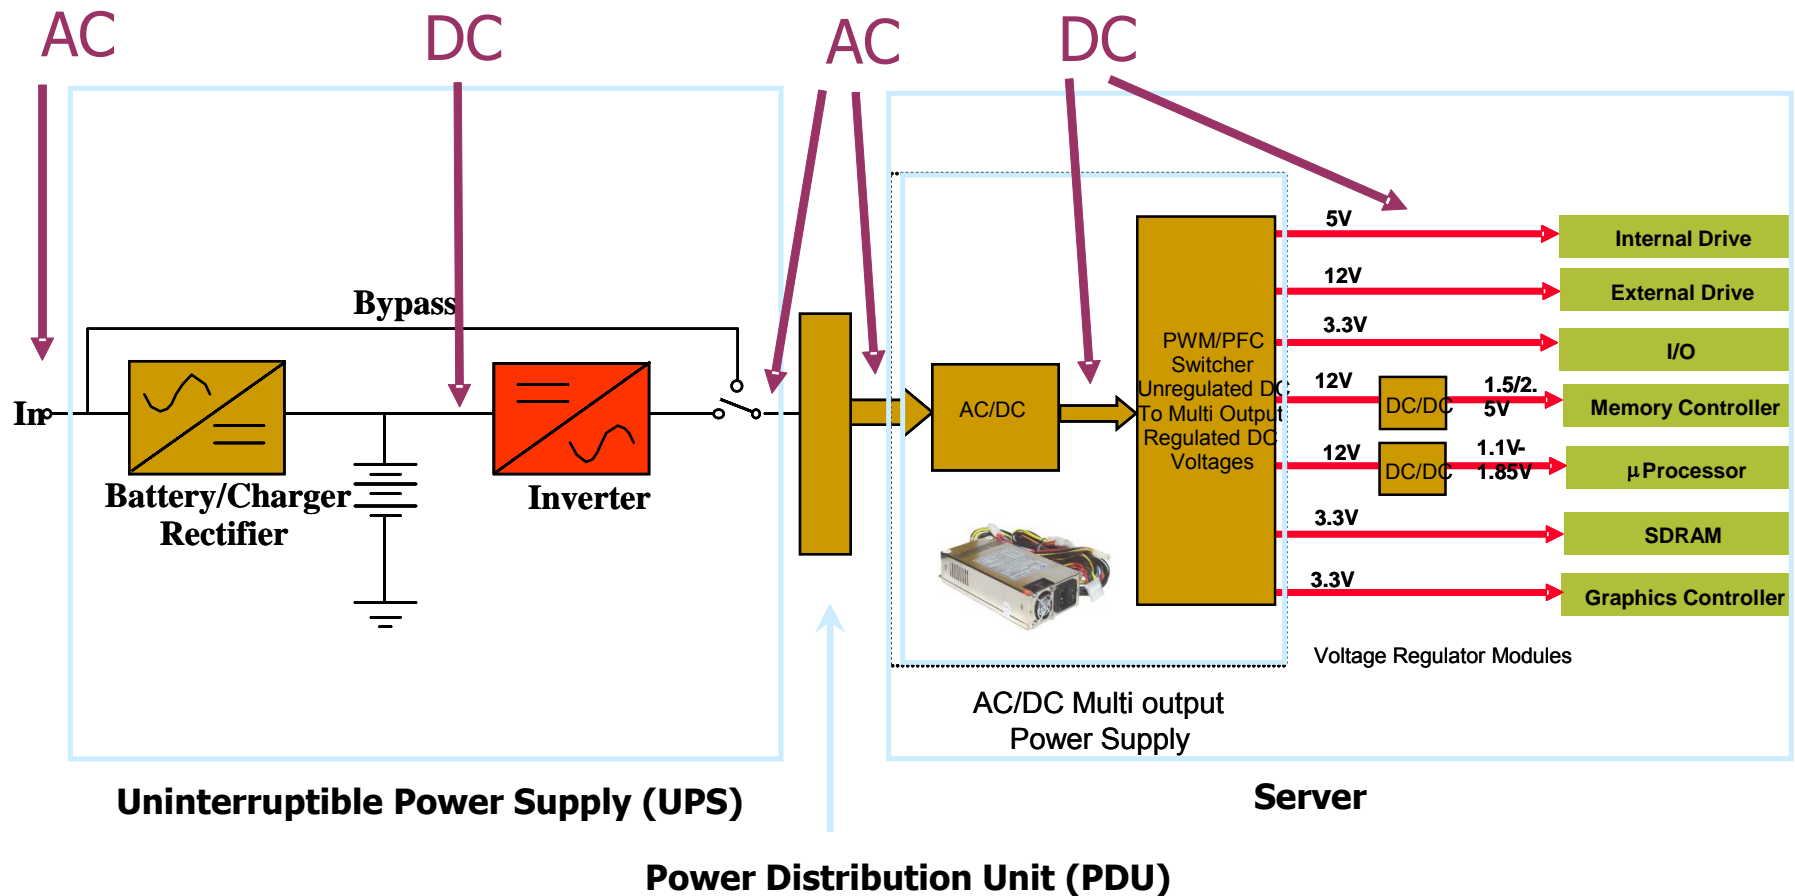 AC
DC
AC
DC
Bypass
In
Battery/Charger
Rectifier
Inverter
AC/DC
PWM/PFC
Switcher
Unregulated DC
To Multi Output
Regulated DC
Voltages
5V
Internal Drive
12V
External Drive
3.3V
I/O
12V
DC/DC
1.5/2.
5V
Memory Controller
12V
DC/DC
1.1V-
1.85V
μProcessor
3.3V
SDRAM
3.3V
Graphics Controller
Voltage Regulator Modules
AC/DC Multi output
Power Supply
Uninterruptible Power Supply (UPS)
Server
Power Distribution Unit (PDU)